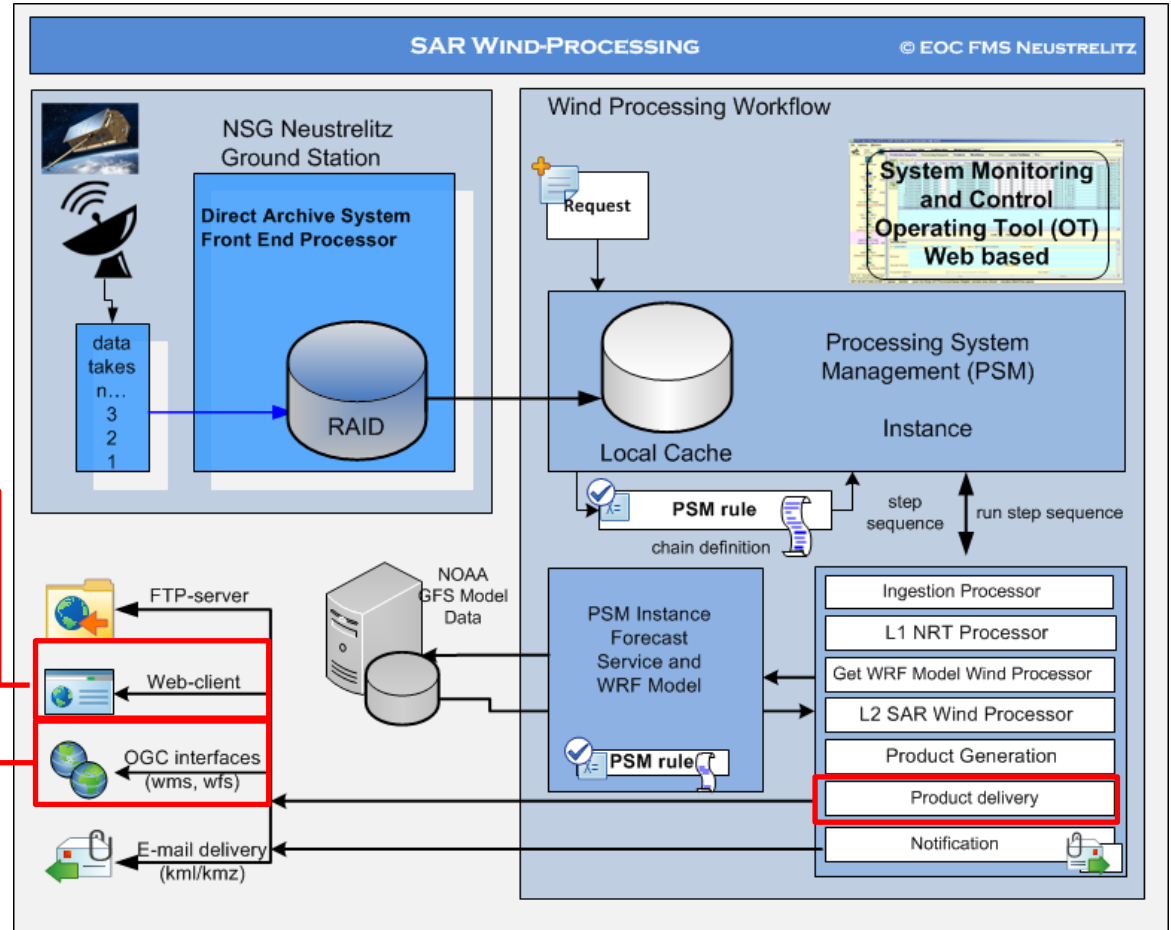 SAR WIND-PROCESSING
© EOC FMS NEUSTRELITZ
NSG Neustrelitz
Ground Station
Direct Archive System
Front End Processor
data
takes
n...
3
2
1
RAID
Wind Processing Workflow
Request
System Monitoring
and Control
Operating Tool (OT)
Web based
Processing System
Management (PSM)
Instance
Local Cache
λ=
PSM rule
chain definition
step
sequence
run step sequence
FTP-server
Web-client
OGC interfaces
(wms, wfs)
E-mail delivery
(kml/kmz)
NOAA
GFS Model
Data
PSM Instance
Forecast
Service and
WRF Model
λ=
PSM rule
Ingestion Processor
L1 NRT Processor
Get WRF Model Wind Processor
L2 SAR Wind Processor
Product Generation
Product delivery
Notification